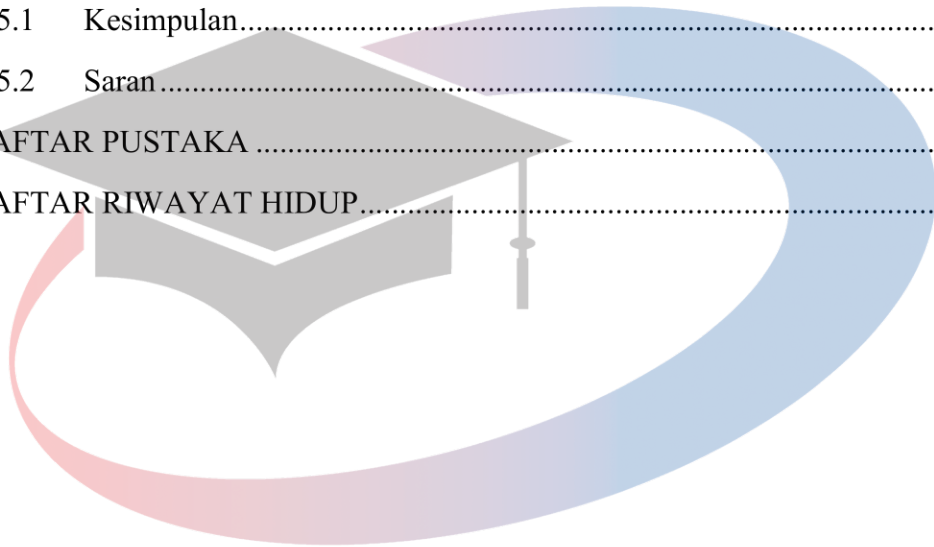 5.1 Kesimpulan................................................................................................
5.2 Saran................................................................................................
AFTAR PUSTAKA ................................................................................................
AFTAR RIWAYAT HIDUP................................................................................................